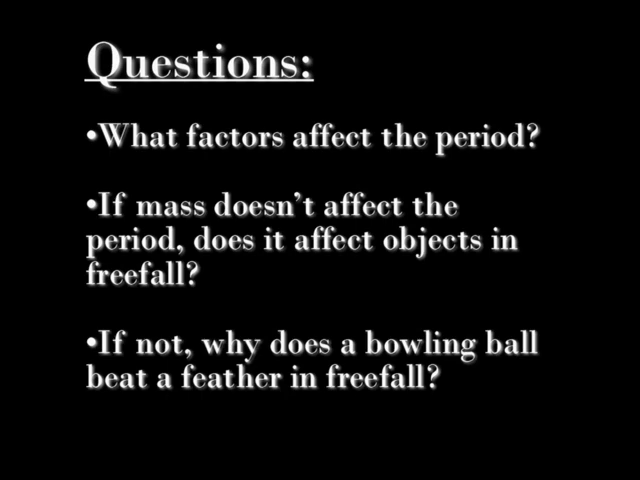 Questions:
•What factors affect the period?
•If mass doesn’t affect the
period, does it affect objects in
freefall?
•If not, why does a bowling ball
beat a feather in freefall?